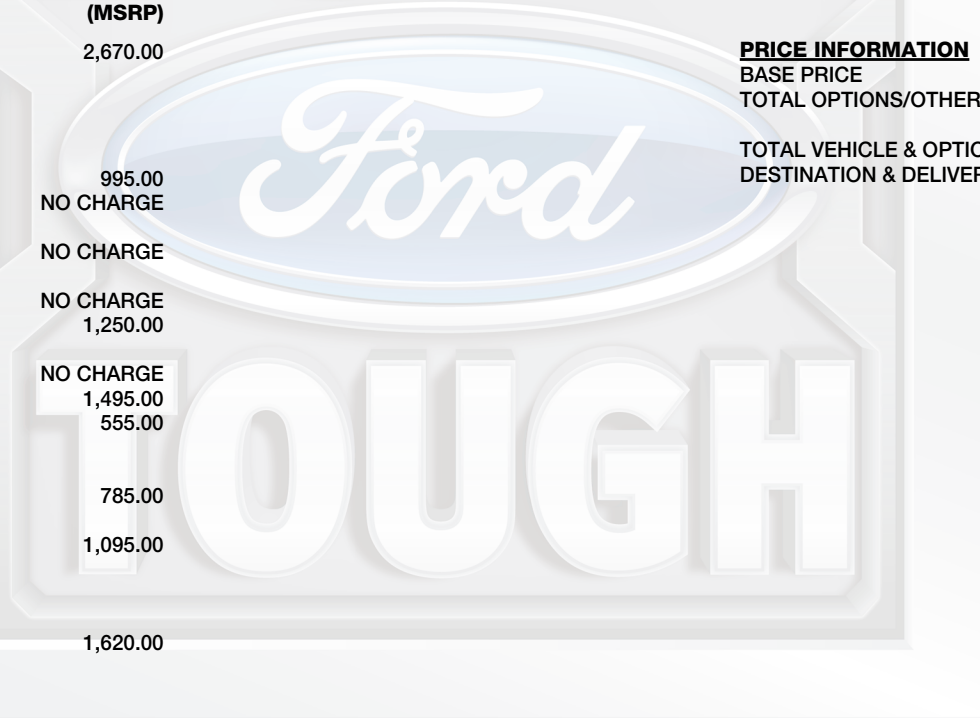 (MSRP)
2,670.00
995.00
NO CHARGE
NO CHARGE
NO CHARGE
1,250.00
NO CHARGE
1,495.00
555.00
785.00
1,095.00
1,620.00
PRICE INFORMATION
BASE PRICE
TOTAL OPTIONS/OTHER
TOTAL VEHICLE & OPTIO
DESTINATION & DELIVER
Ford
TOUGH